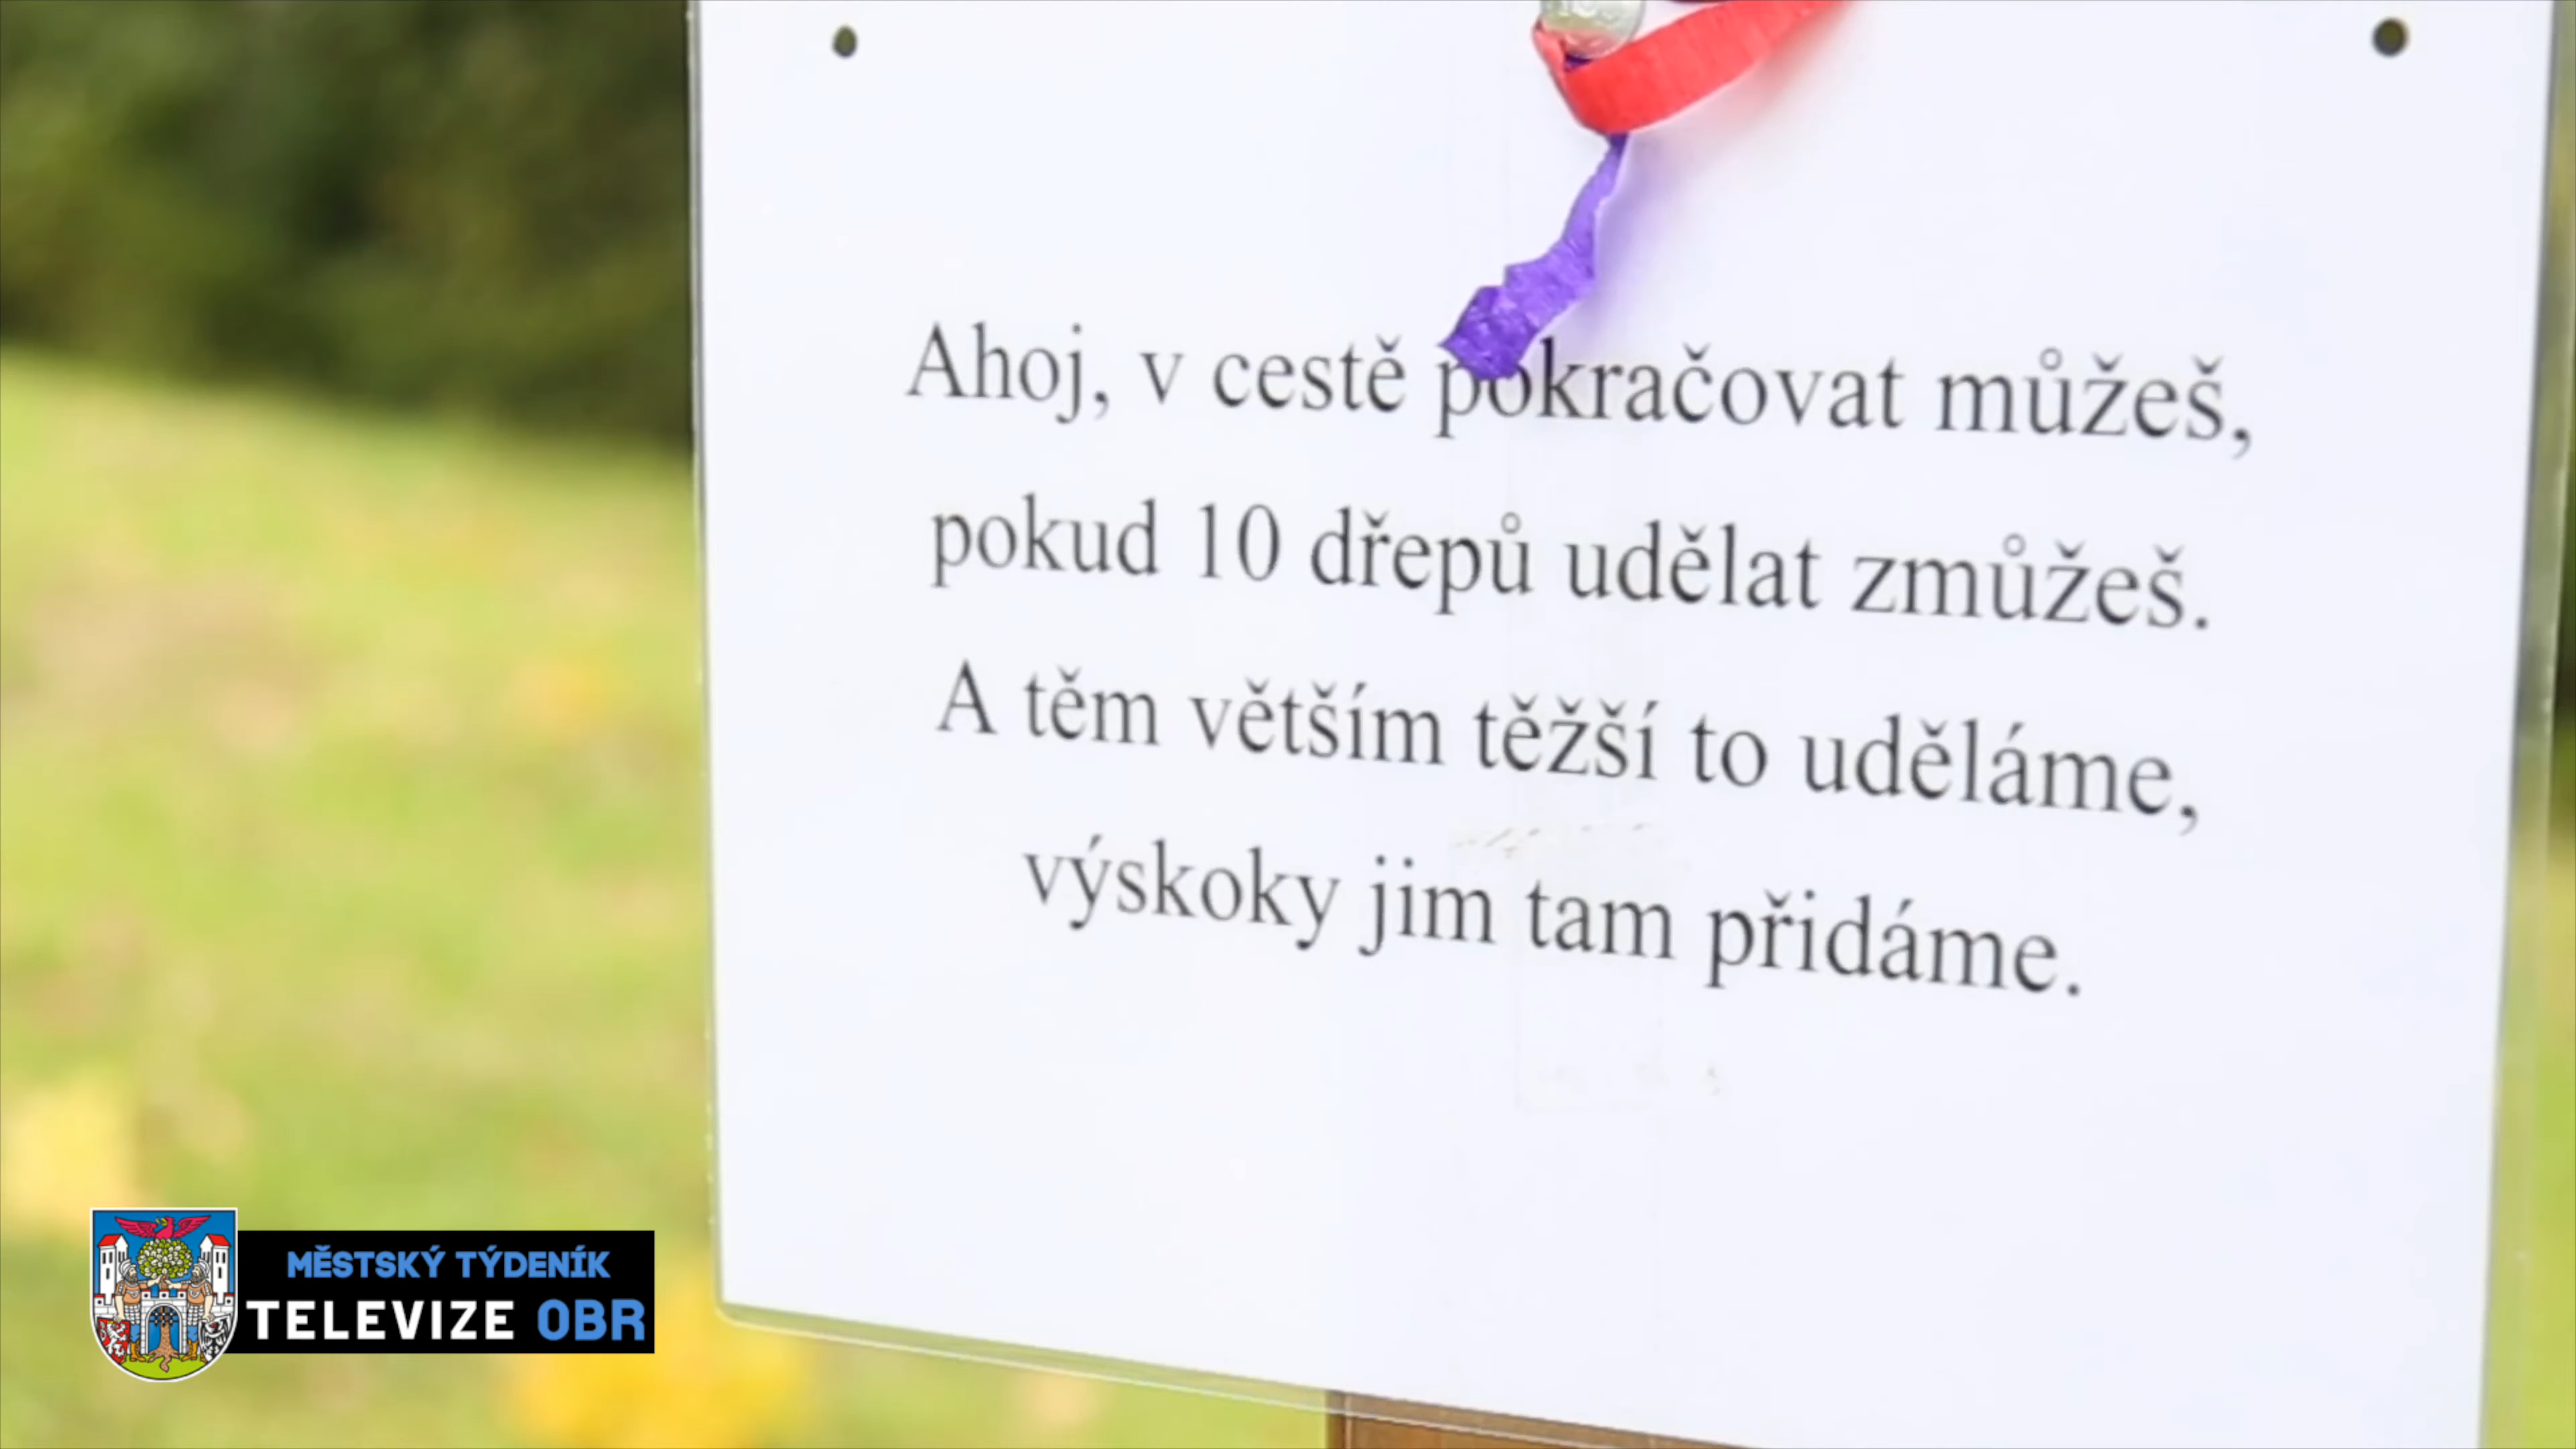 Ahoj, v cestě pokračovat můžeš,
pokud 10 dřepů udělat zmůžeš.
A těm větším těžší to uděláme,
výskoky jim tam přidáme.
MĚSTSKÝ TÝDENÍK
TELEVIZE OBR